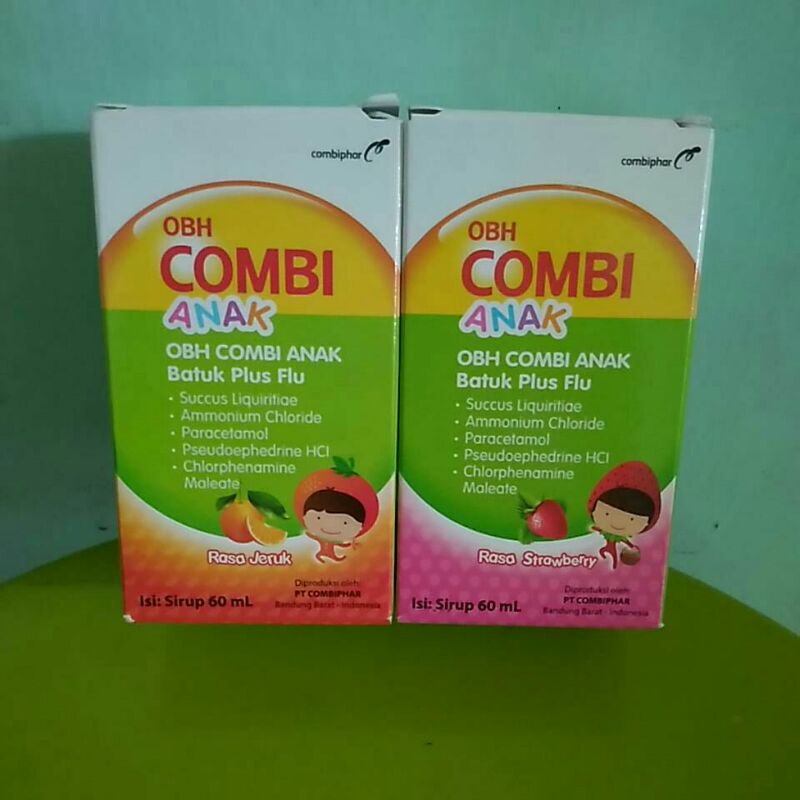 combiphar
OBH
COMBI
ANAK
OBH COMBI ANAK
Batuk Plus Flu
• Succus Liquiritiae
• Ammonium Chloride
• Paracetamol
• Pseudoephedrine HCl
• Chlorphenamine
Maleate
Rasa Jeruk
Isi: Sirup 60 mL
Diproduksi oleh:
PT COMBIPHAR
Bandung Barat - Indonesia
combiphar
OBH
COMBI
ANAK
OBH COMBI ANAK
Batuk Plus Flu
• Succus Liquiritiae
• Ammonium Chloride
• Paracetamol
• Pseudoephedrine HCl
• Chlorphenamine
Maleate
Rasa Strawberry
Isi: Sirup 60 mL
Diproduksi oleh:
PT COMBIPHAR
Bandung Barat - Indonesia